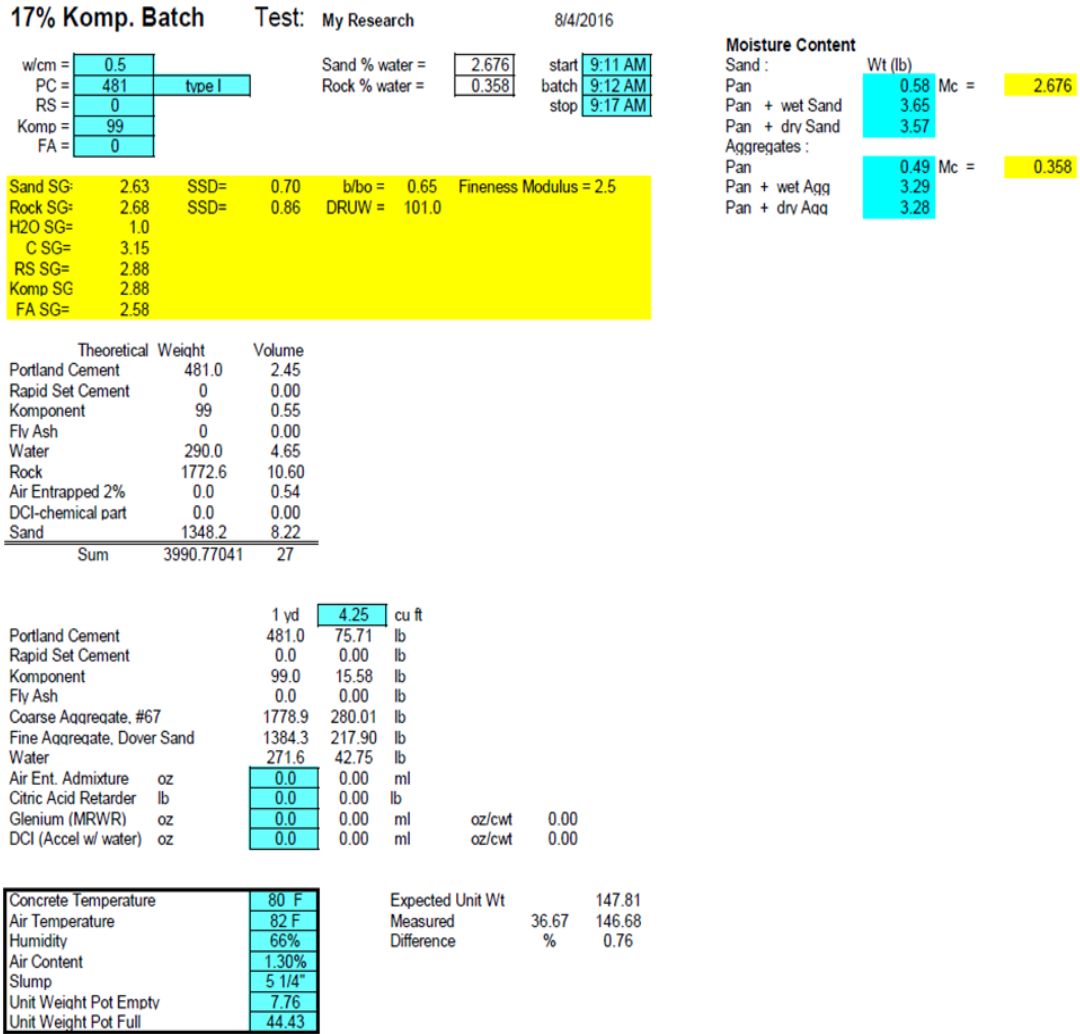 17% Komp. Batch Test: My Research 8/4/2016
w/cm = 0.5 Sand % water = 2.676 start 9:11 AM
PC = 481 type I Rock % water = 0.358 batch 9:12 AM
RS = 0 stop 9:17 AM
Komp = 99
FA = 0
Moisture Content
Sand : Wt (lb)
Pan 0.58 Mc = 2.676
Pan + wet Sand 3.65
Pan + dry Sand 3.57
Aggregates :
Pan 0.49 Mc = 0.358
Pan + wet Agg 3.29
Pan + dry Agg 3.28
Sand SG= 2.63 SSD= 0.70 b/bo = 0.65 Fineness Modulus = 2.5
Rock SG= 2.68 SSD= 0.86 DRUW = 101.0
H2O SG= 1.0
C SG= 3.15
RS SG= 2.88
Komp SG 2.88
FA SG= 2.58
Theoretical Weight Volume
Portland Cement 481.0 2.45
Rapid Set Cement 0 0.00
Komponent 99 0.55
Fly Ash 0 0.00
Water 290.0 4.65
Rock 1772.6 10.60
Air Entrapped 2% 0.0 0.54
DCI-chemical part 0.0 0.00
Sand 1348.2 8.22
Sum 3990.77041 27
1 yd 4.25 cu ft
Portland Cement 481.0 75.71 lb
Rapid Set Cement 0.0 0.00 lb
Komponent 99.0 15.58 lb
Fly Ash 0.0 0.00 lb
Coarse Aggregate, #67 1778.9 280.01 lb
Fine Aggregate, Dover Sand 1384.3 217.90 lb
Water 271.6 42.75 lb
Air Ent. Admixture oz 0.0 0.00 ml
Citric Acid Retarder lb 0.0 0.00 lb
Glenium (MRWR) oz 0.0 0.00 ml oz/cwt 0.00
DCI (Accel w/ water) oz 0.0 0.00 ml oz/cwt 0.00
Concrete Temperature 80 F Expected Unit Wt 147.81
Air Temperature 82 F Measured 36.67 146.68
Humidity 66% Difference % 0.76
Air Content 1.30%
Slump 5 1/4"
Unit Weight Pot Empty 7.76
Unit Weight Pot Full 44.43